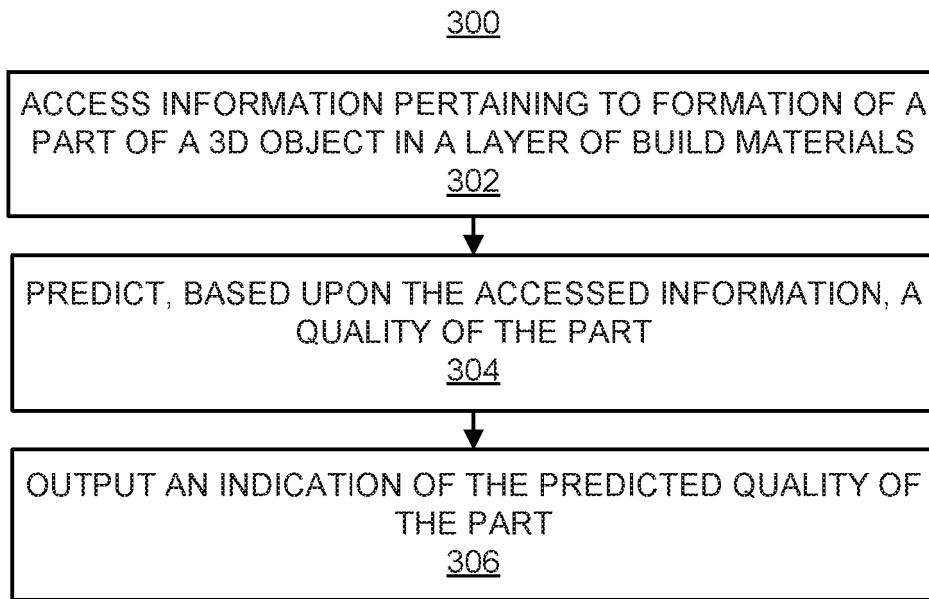 300
ACCESS INFORMATION PERTAINING TO FORMATION OF A
PART OF A 3D OBJECT IN A LAYER OF BUILD MATERIALS
302
PREDICT, BASED UPON THE ACCESSED INFORMATION, A
QUALITY OF THE PART
304
OUTPUT AN INDICATION OF THE PREDICTED QUALITY OF
THE PART
306